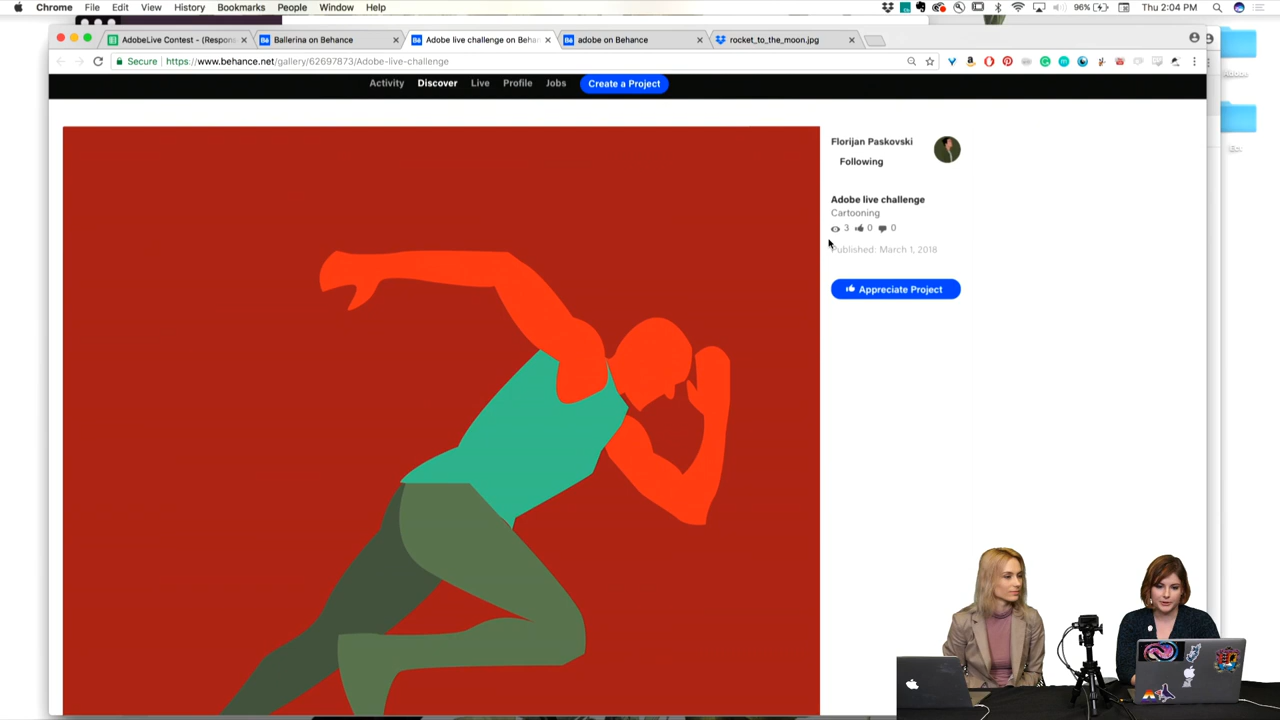 Chrome File Edit View History Bookmarks People Window Help 96% Thu 2:04 PM
AdobeLive Contest - (Respons Ballerina on Behance Adobe live challenge on Behan adobe on Behance rocket_to_the_moon.jpg
Secure https://www.behance.net/gallery/62697873/Adobe-live-challenge
Activity Discover Live Profile Jobs Create a Project
Florijan Paskovski
Following
Adobe live challenge
Cartooning
3 0 0
Published: March 1, 2018
Appreciate Project